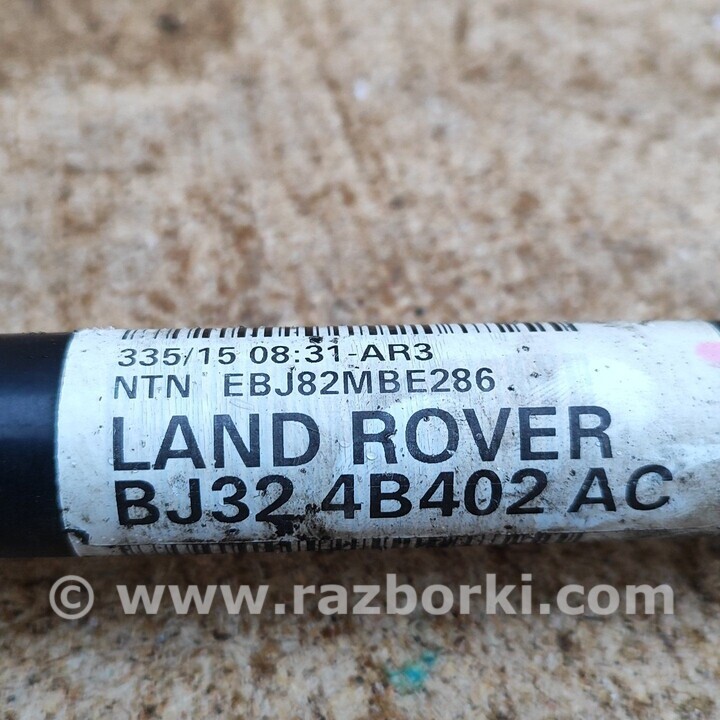 335/15 08:31-AR3
NTN EBJ82MBE286
LAND ROVER
BJ32 4B402 AC
© www.razborki.com